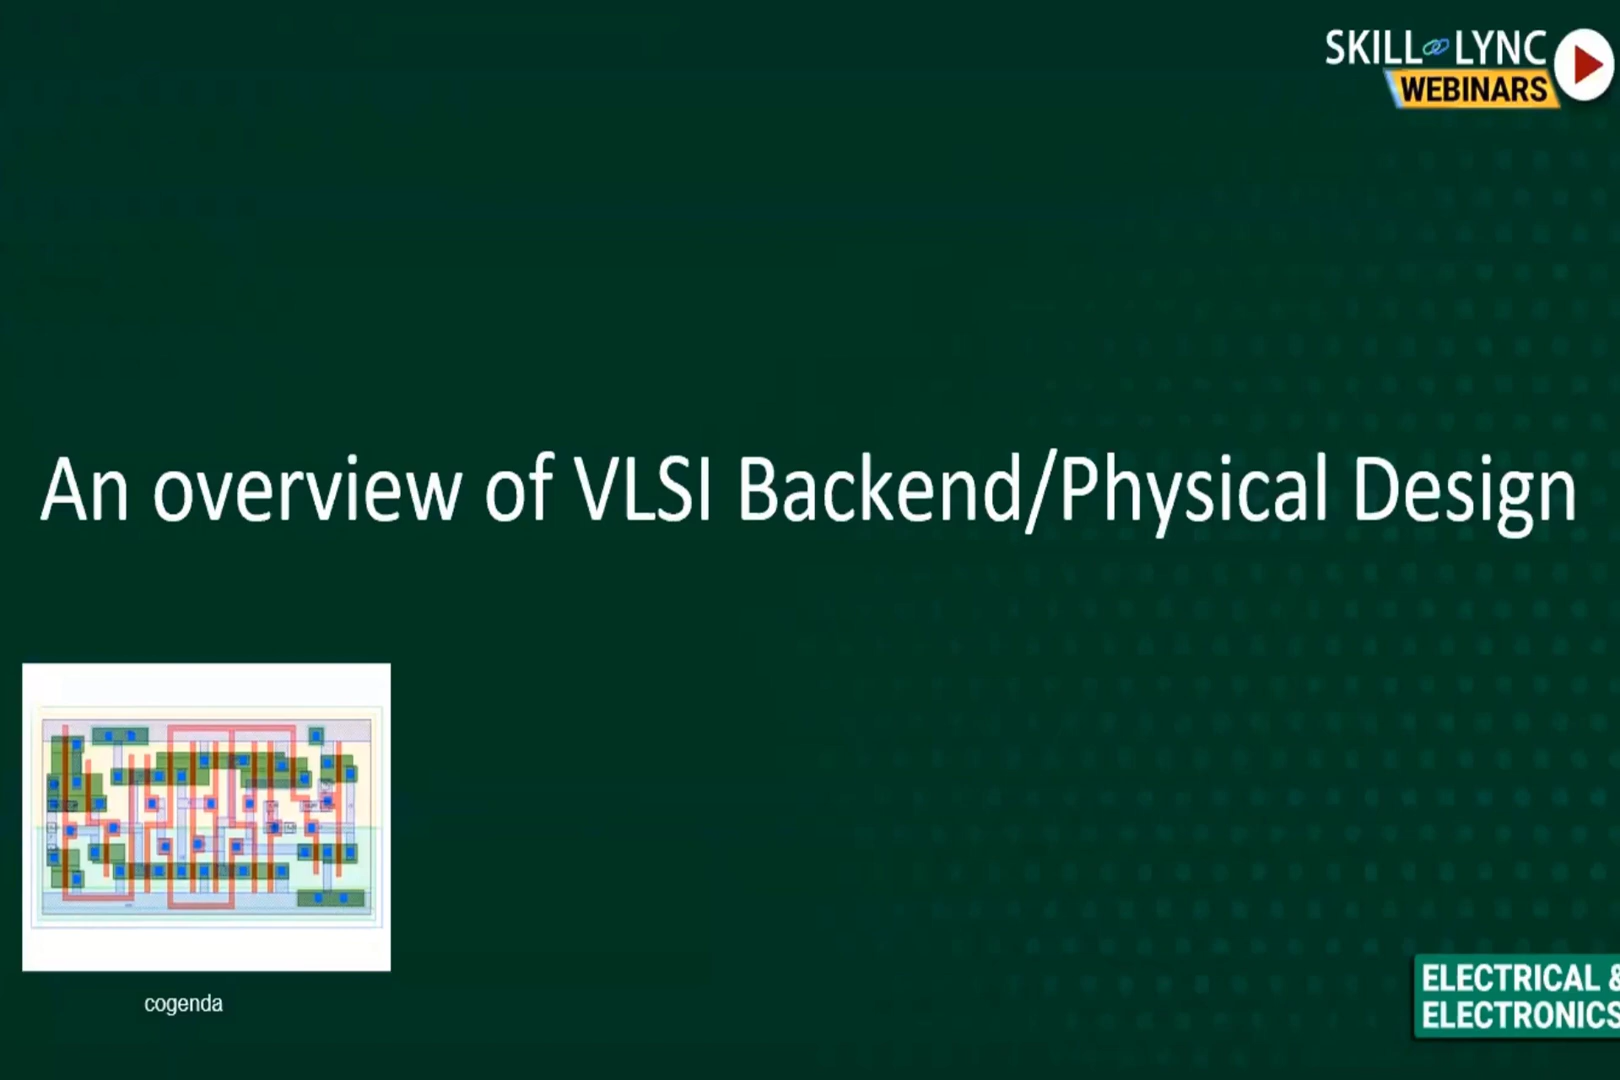 SKILL LYNC
WEBINARS
An overview of VLSI Backend/Physical Design
cogenda
ELECTRICAL &
ELECTRONICS